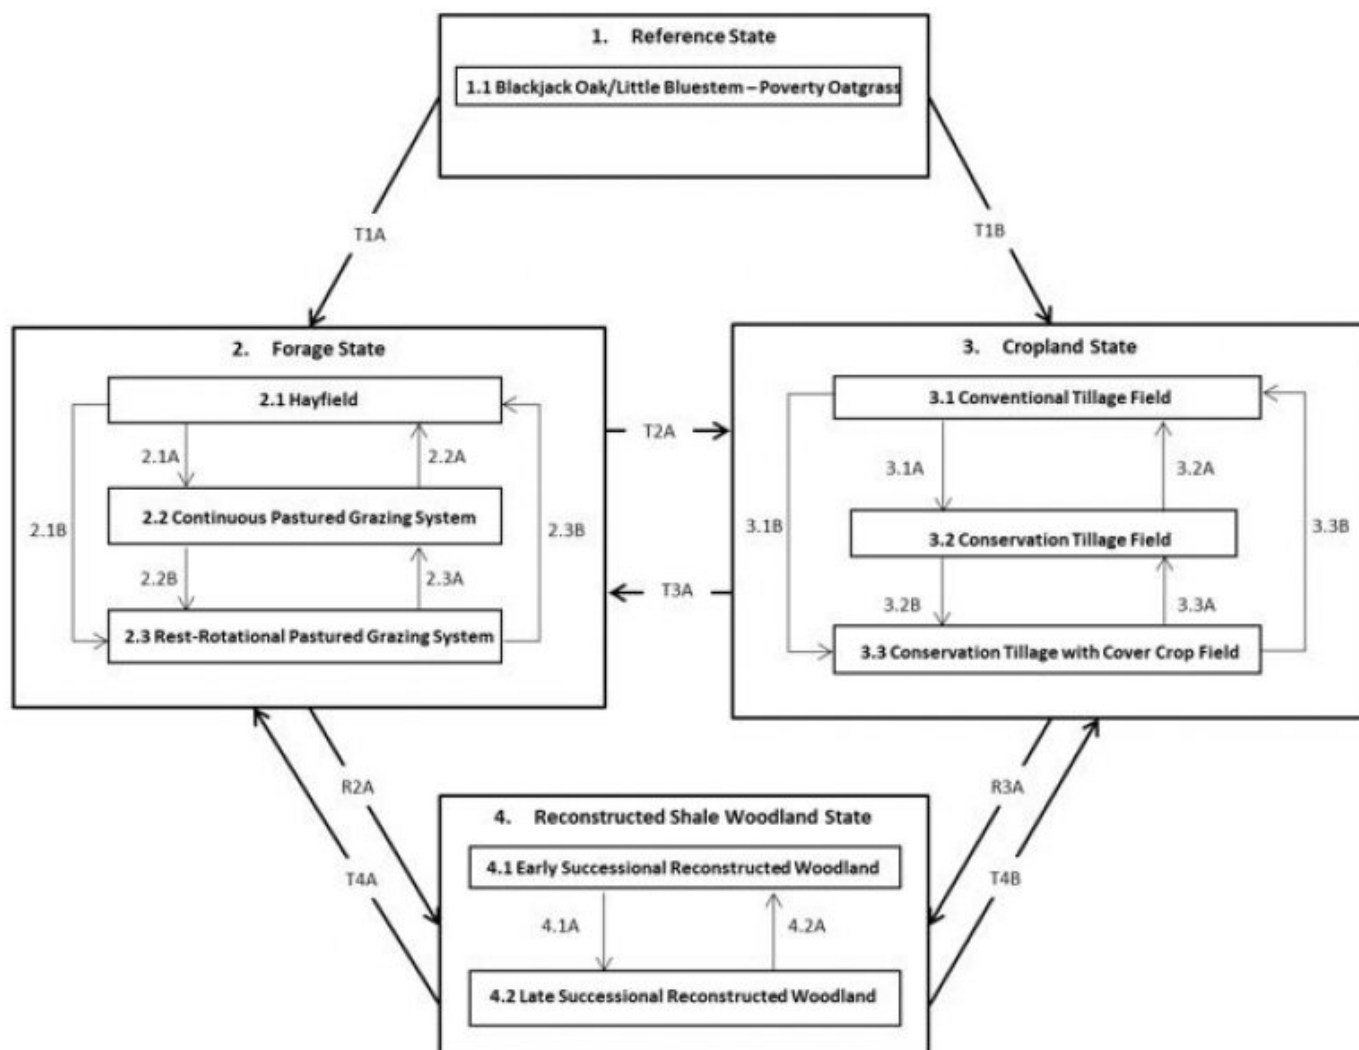 1. Reference State
1.1 Blackjack Oak/Little Bluestem – Poverty Oatgrass
T1A
T1B
2. Forage State
2.1 Hayfield
2.1A
2.2A
2.1B
2.2 Continuous Pastured Grazing System
2.3B
2.2B
2.3A
2.3 Rest-Rotational Pastured Grazing System
T2A
T3A
3. Cropland State
3.1 Conventional Tillage Field
3.1A
3.2A
3.1B
3.2 Conservation Tillage Field
3.3B
3.2B
3.3A
3.3 Conservation Tillage with Cover Crop Field
R2A
T4A
R3A
T4B
4. Reconstructed Shale Woodland State
4.1 Early Successional Reconstructed Woodland
4.1A
4.2A
4.2 Late Successional Reconstructed Woodland